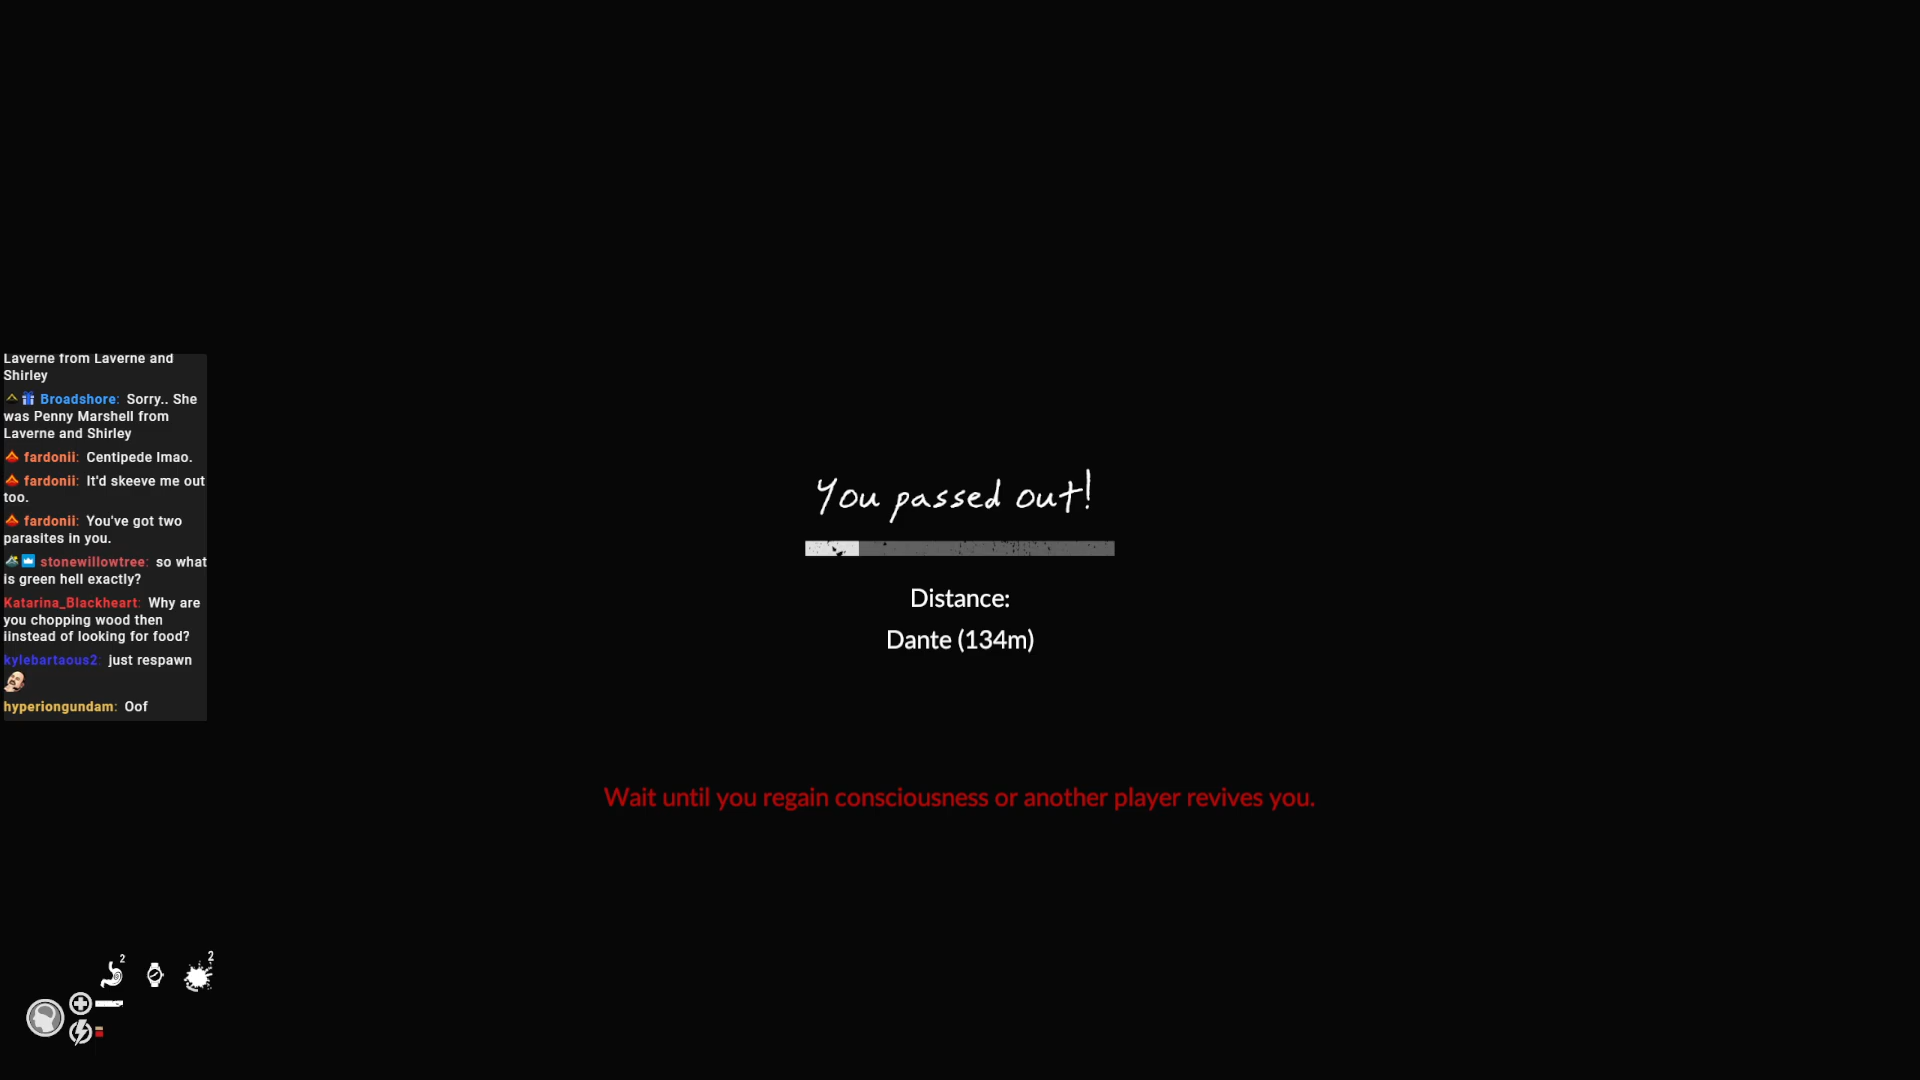 Laverne from Laverne and
Shirley
Broadshore: Sorry.. She
was Penny Marshell from
Laverne and Shirley
fardonii: Centipede lmao.
fardonii: It'd skeeve me out
too.
fardonii: You've got two
parasites in you.
stonewillowtree: so what
is green hell exactly?
Katarina_Blackheart: Why are
you chopping wood then
iinstead of looking for food?
kylebartaous2: just respawn
hyperiongundam: Oof
You passed out!
Distance:
Dante (134m)
Wait until you regain consciousness or another player revives you.
2
2